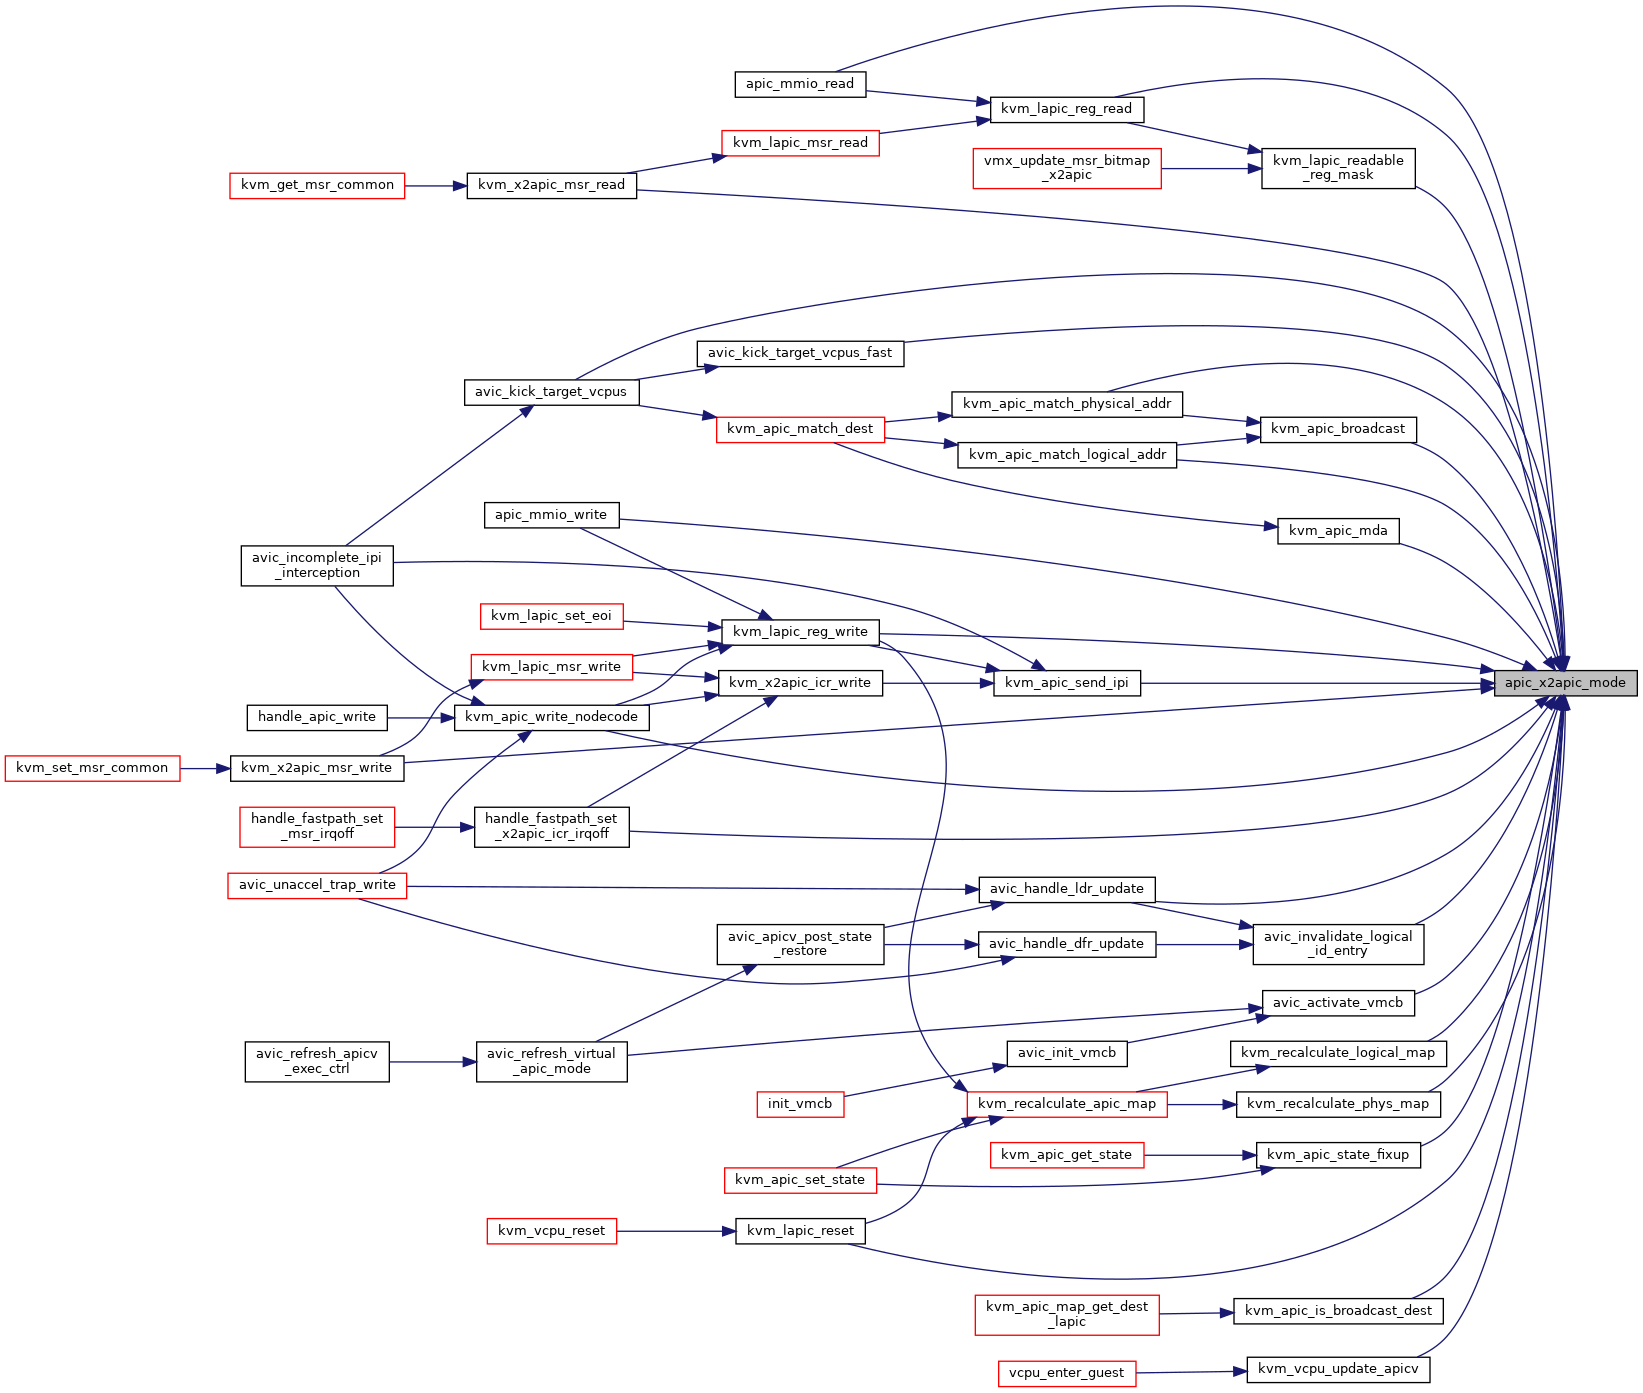 apic_mmio_read
kvm_lapic_reg_read
kvm_lapic_msr_read
vmx_update_msr_bitmap
_x2apic
kvm_lapic_readable
_reg_mask
kvm_get_msr_common
kvm_x2apic_msr_read
avic_kick_target_vcpus_fast
avic_kick_target_vcpus
kvm_apic_match_physical_addr
kvm_apic_match_dest
kvm_apic_broadcast
kvm_apic_match_logical_addr
apic_mmio_write
kvm_apic_mda
avic_incomplete_ipi
_interception
kvm_lapic_set_eoi
kvm_lapic_reg_write
kvm_lapic_msr_write
kvm_x2apic_icr_write
kvm_apic_send_ipi
apic_x2apic_mode
handle_apic_write
kvm_apic_write_nodecode
kvm_set_msr_common
kvm_x2apic_msr_write
handle_fastpath_set
_msr_irqoff
handle_fastpath_set
_x2apic_icr_irqoff
avic_unaccel_trap_write
avic_handle_ldr_update
avic_apicv_post_state
_restore
avic_handle_dfr_update
avic_invalidate_logical
_id_entry
avic_activate_vmcb
avic_refresh_apicv
_exec_ctrl
avic_refresh_virtual
_apic_mode
avic_init_vmcb
kvm_recalculate_logical_map
init_vmcb
kvm_recalculate_apic_map
kvm_recalculate_phys_map
kvm_apic_get_state
kvm_apic_state_fixup
kvm_apic_set_state
kvm_vcpu_reset
kvm_lapic_reset
kvm_apic_map_get_dest
_lapic
kvm_apic_is_broadcast_dest
vcpu_enter_guest
kvm_vcpu_update_apicv